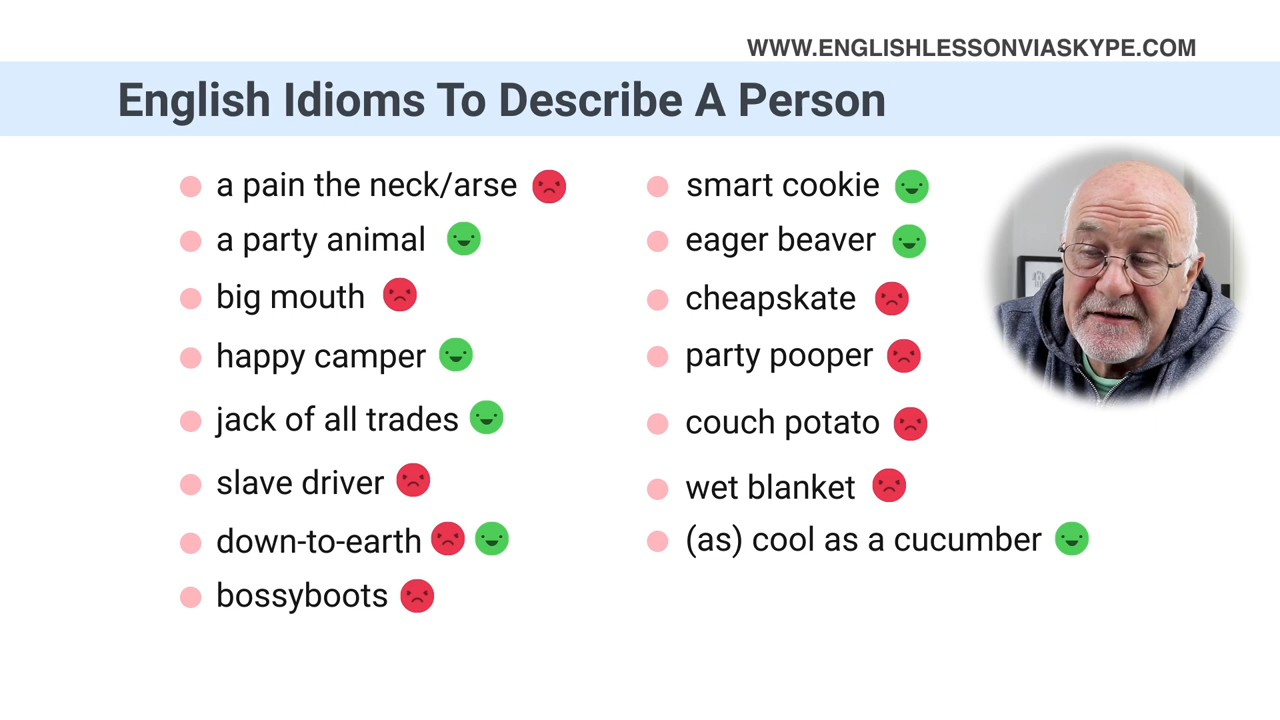 WWW.ENGLISHLESSONVIASKYPE.COM
English Idioms To Describe A Person
a pain the neck/arse
a party animal
big mouth
happy camper
jack of all trades
slave driver
down-to-earth
bossyboots
smart cookie
eager beaver
cheapskate
party pooper
couch potato
wet blanket
(as) cool as a cucumber